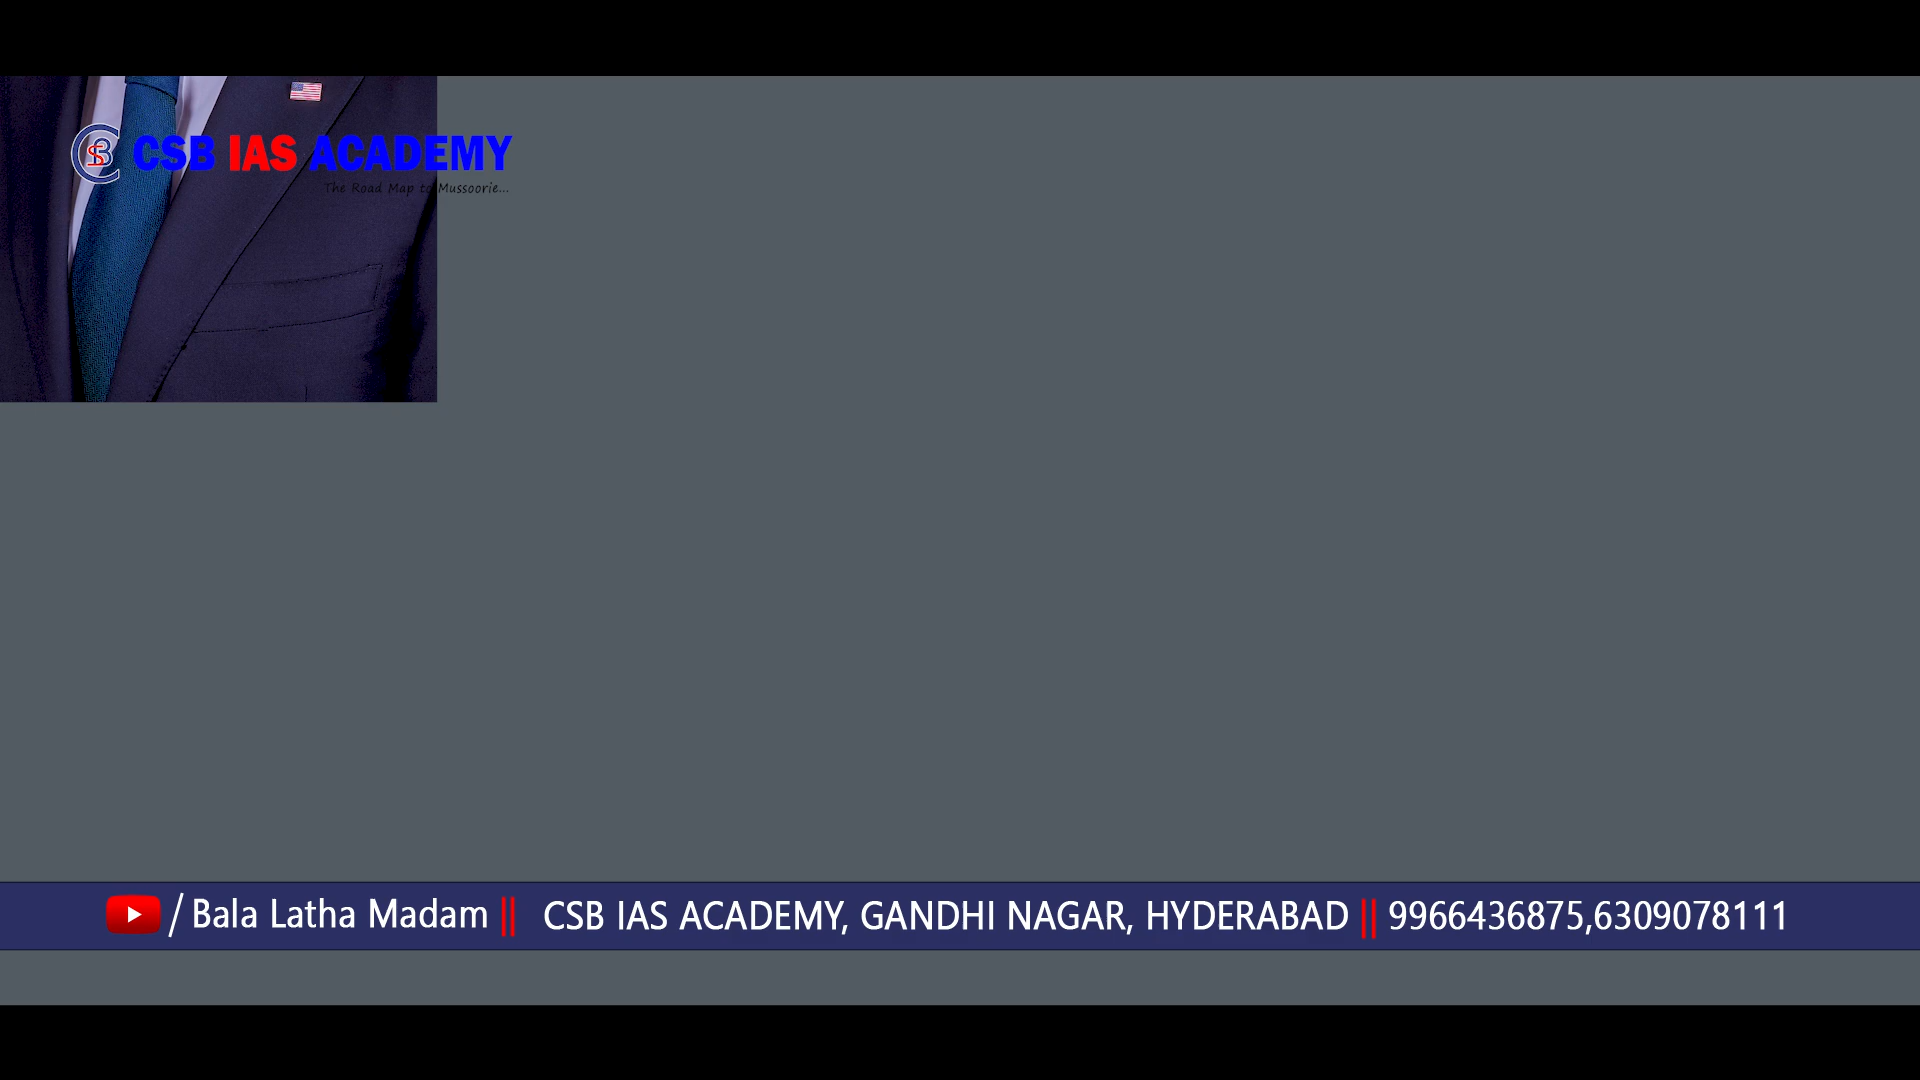 CSB IAS ACADEMY
The Road Map to Mussoorie...
/Bala Latha Madam || CSB IAS ACADEMY, GANDHI NAGAR, HYDERABAD || 9966436875,6309078111